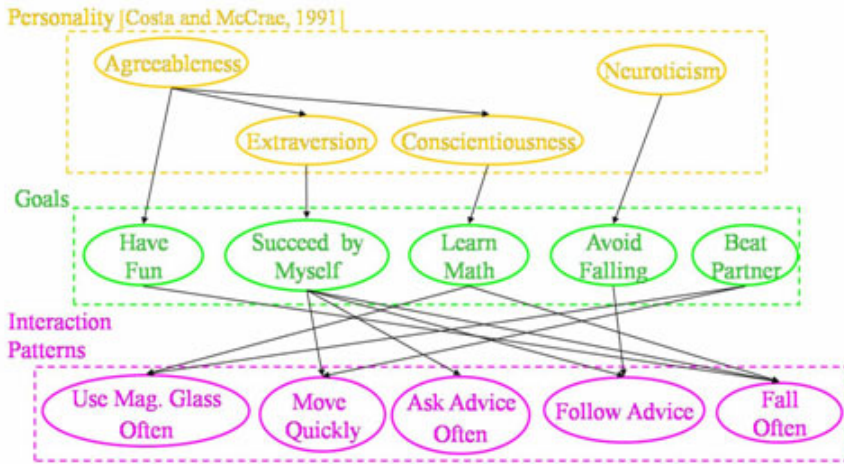 Personality [Costa and McCrae, 1991]
Agreeableness
Neuroticism
Extraversion
Conscientiousness
Goals
Have
Fun
Succeed by
Myself
Learn
Math
Avoid
Falling
Beat
Partner
Interaction
Patterns
Use Mag. Glass
Often
Move
Quickly
Ask Advice
Often
Follow Advice
Fall
Often